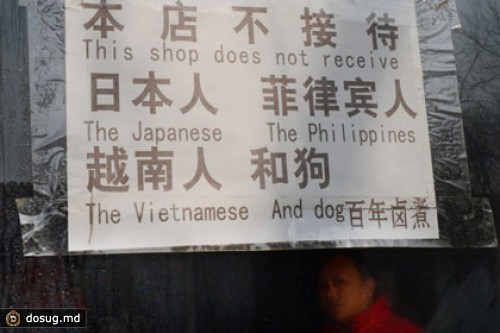 本店不接待
This shop does not receive
日本人 菲律宾人
The Japanese The Philippines
越南人 和狗
The Vietnamese And dog百年卤煮
dosug.md